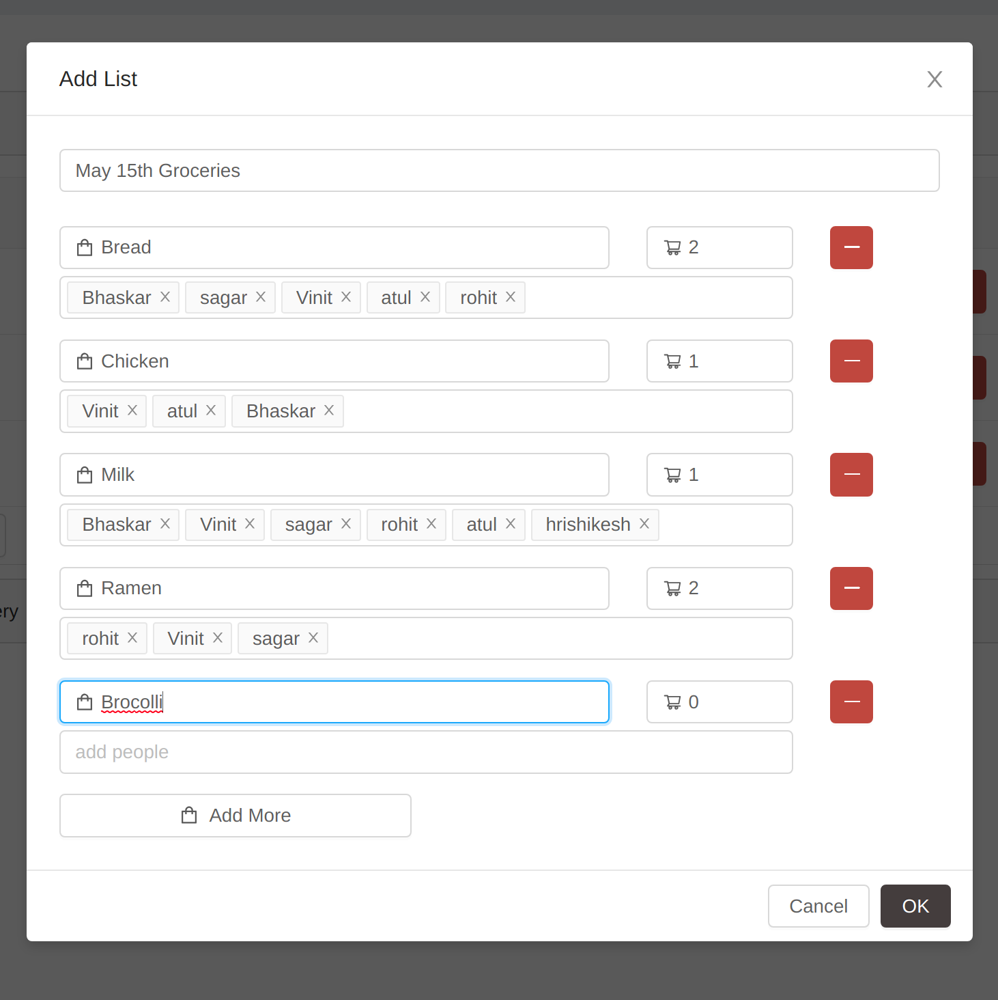 Add List
May 15th Groceries
Bread 2
Bhaskar sagar Vinit atul rohit
Chicken 1
Vinit atul Bhaskar
Milk 1
Bhaskar Vinit sagar rohit atul hrishikesh
Ramen 2
ery
rohit Vinit sagar
Brocolli 0
add people
Add More
Cancel OK